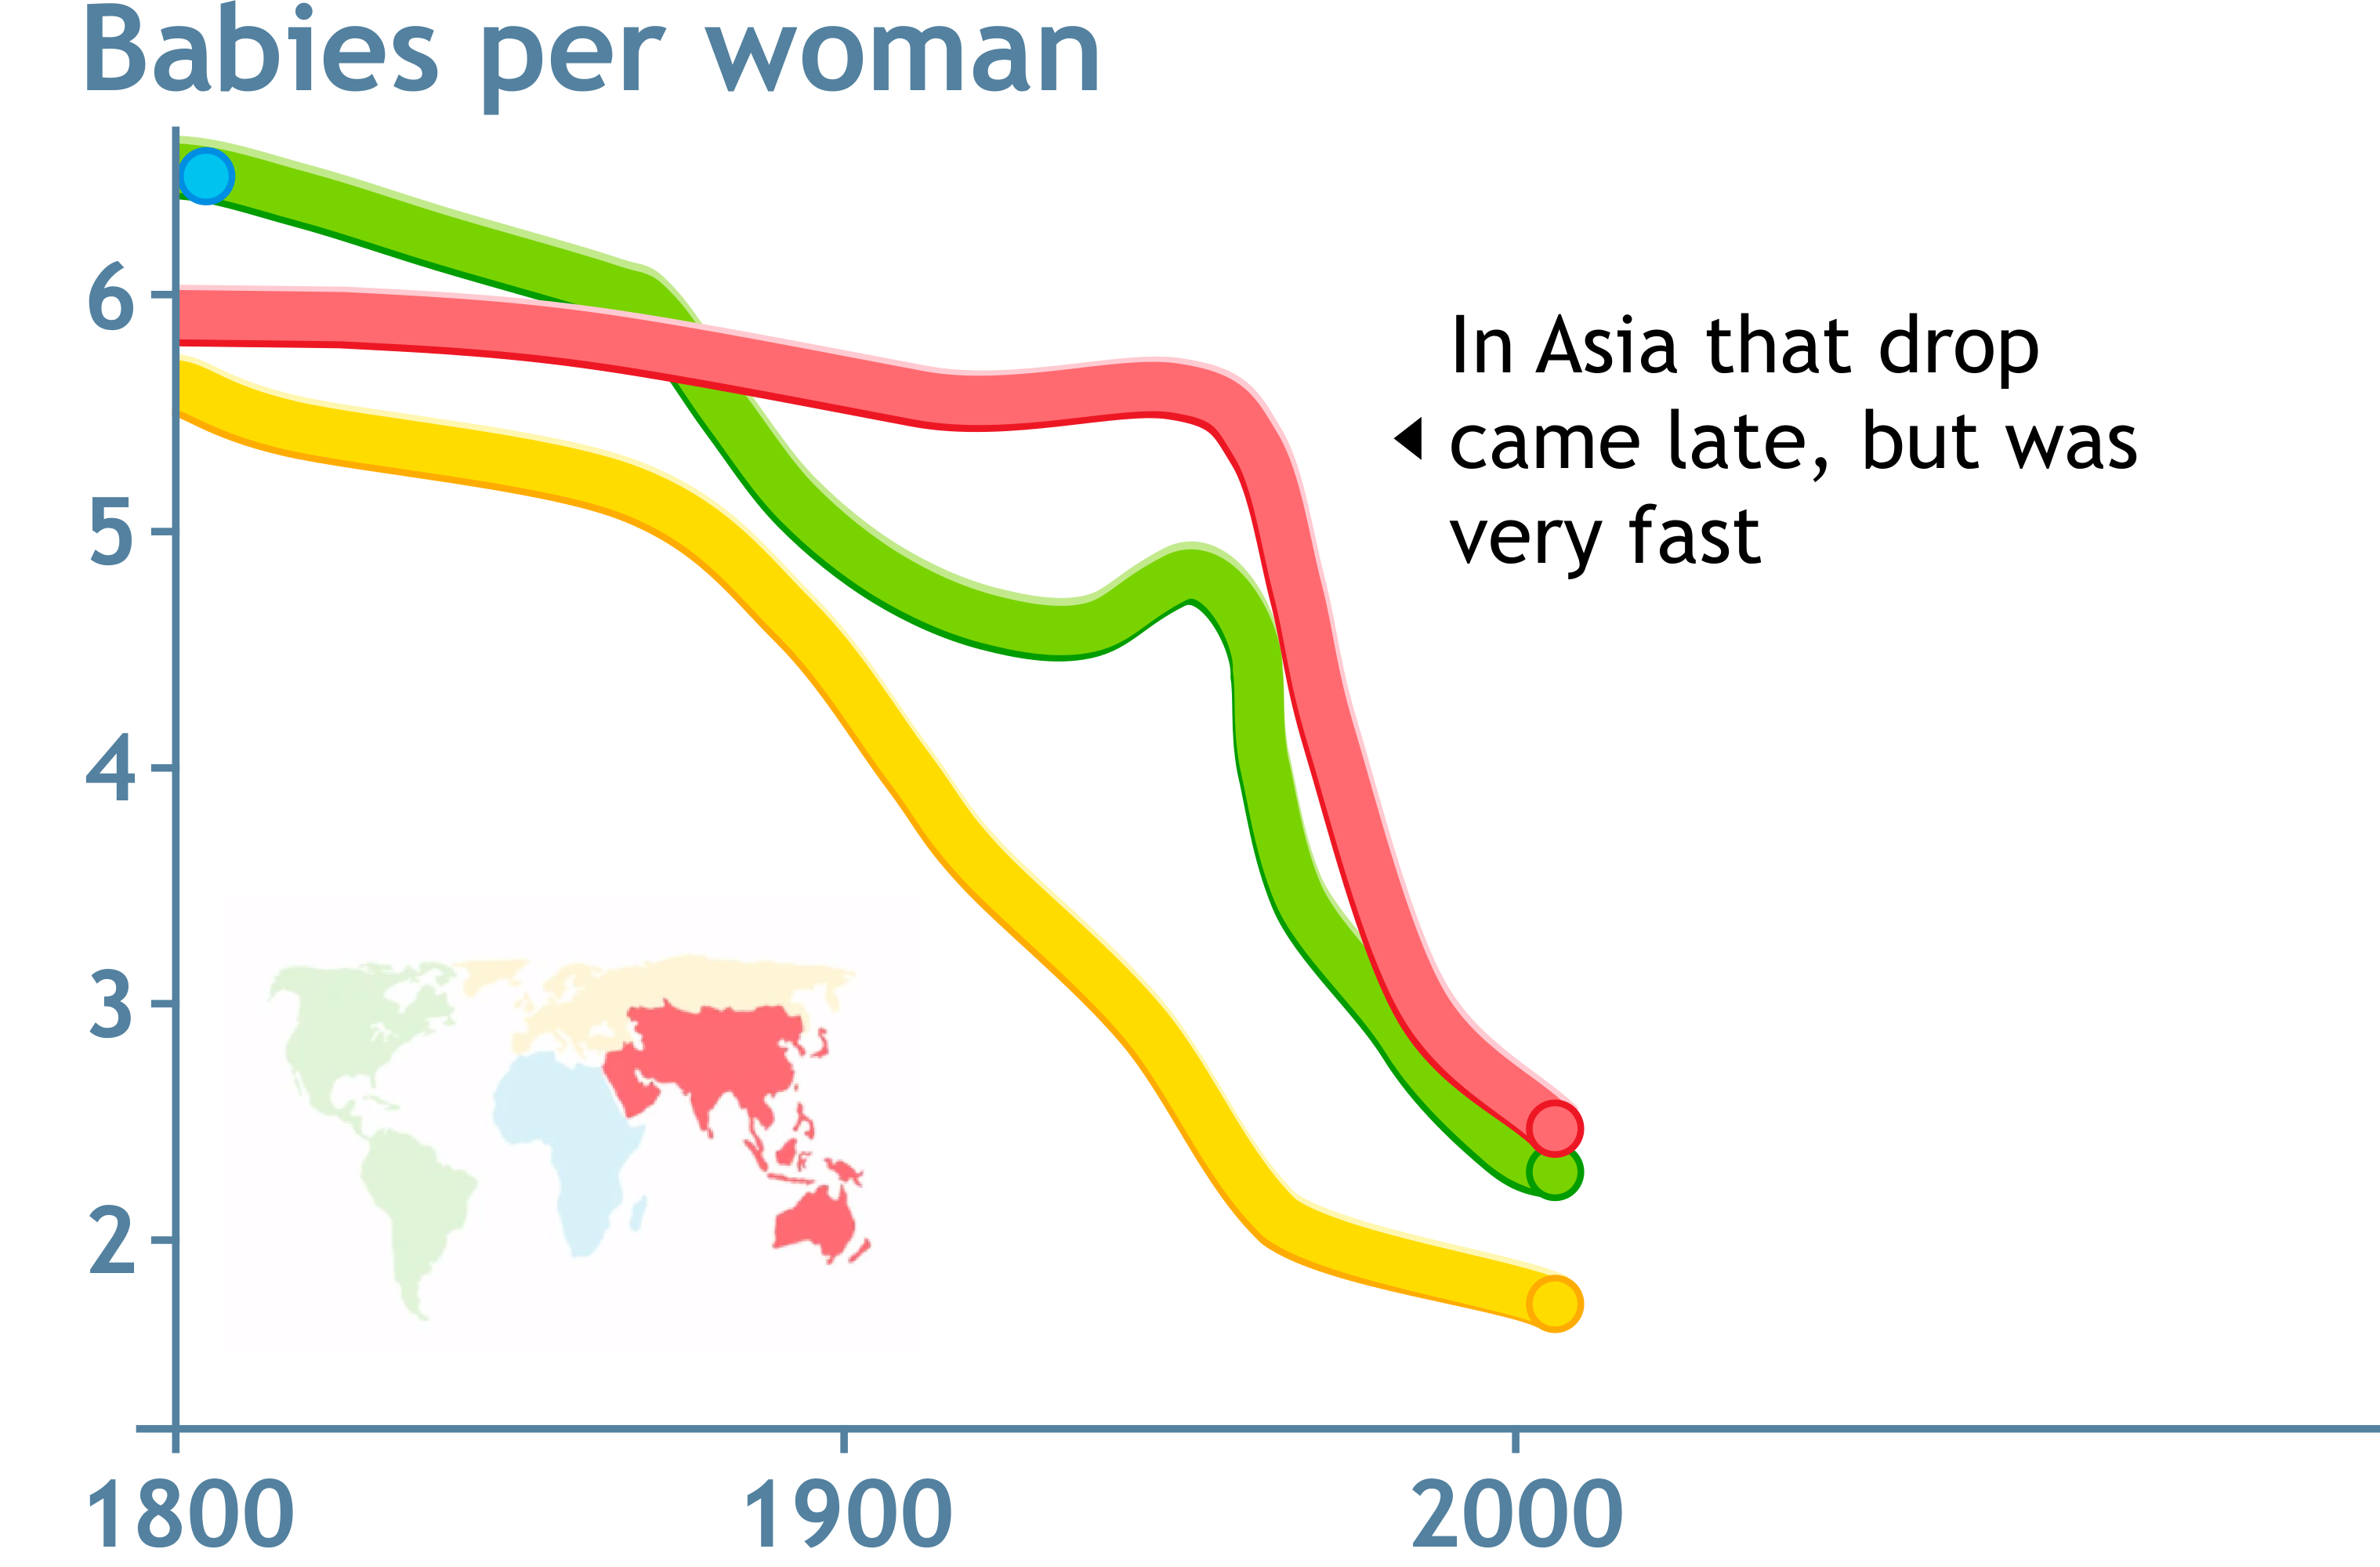 Babies per woman
6
In Asia that drop
came late, but was
very fast
5
4
3
2
1800 1900 2000